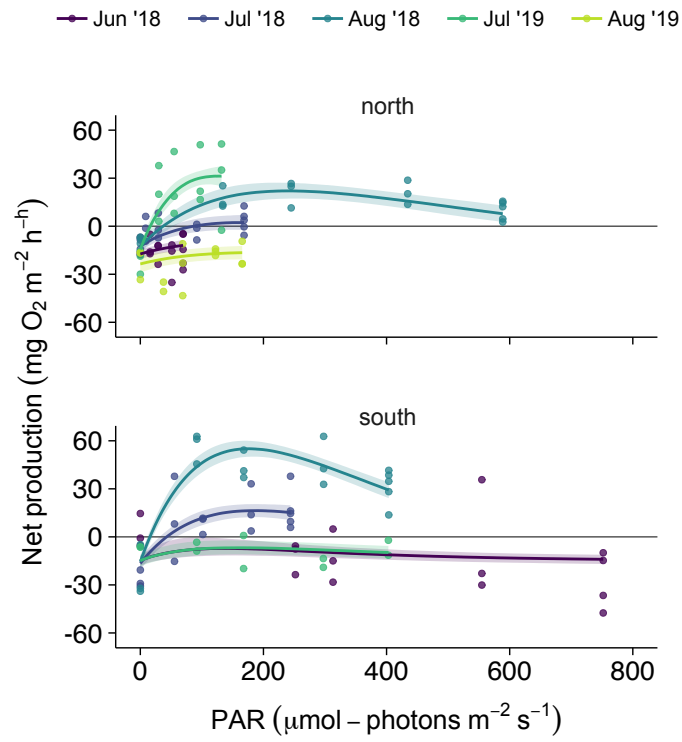 Jun '18 Jul '18 Aug '18 Jul '19 Aug '19
north
60
30
0
-30
-60
south
60
30
0
-30
-60
0 200 400 600 800
Net production (mg O₂ m⁻² h⁻ʰ)
PAR (μmol – photons m⁻² s⁻¹)